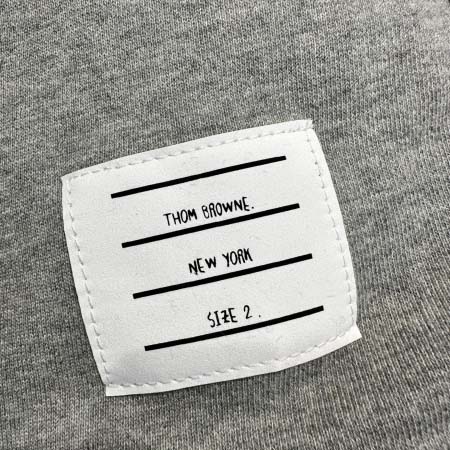 THOM BROWNE.
NEW YORK
SIZE 2.